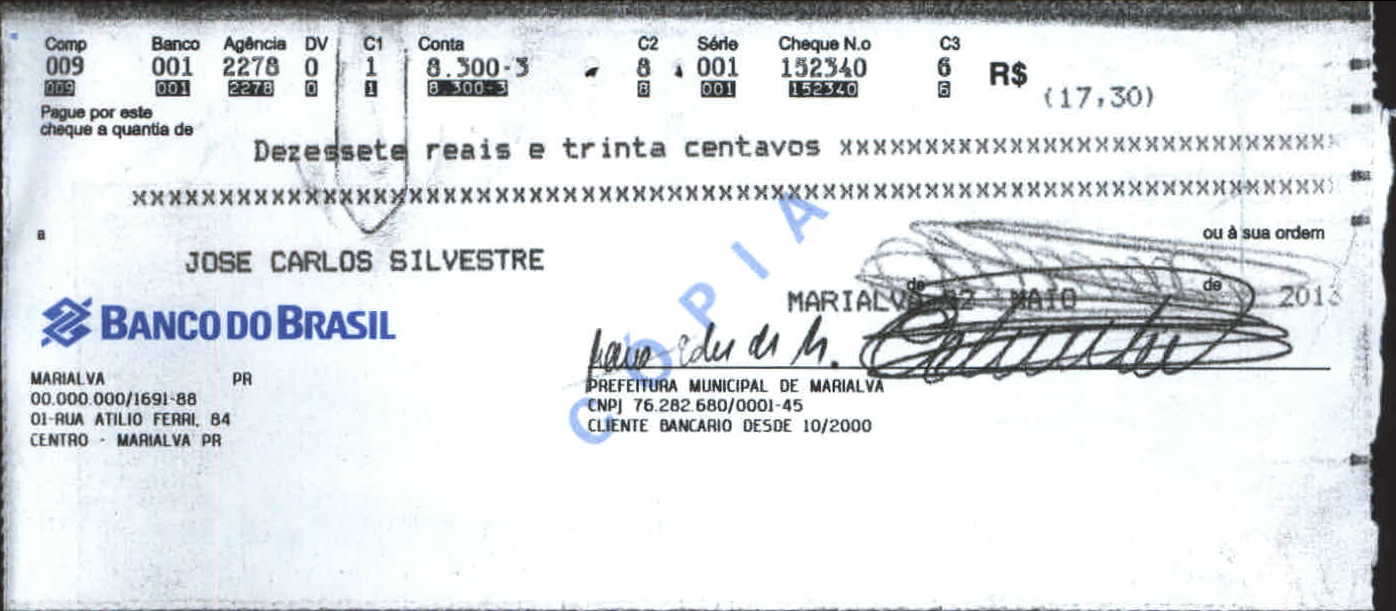 Comp Banco Agência DV C1 Conta C2 Série Cheque N.o C3
009 001 2278 0 1 8.300-3 8 001 152340 6 R$ (17,30)
009 001 2278 0 1 8.300-3 8 001 152340 6
Pague por este
cheque a quantia de
Dezessete reais e trinta centavos xxxxxxxxxxxxxxxxxxxxxxxxxxxxx
xxxxxxxxxxxxxxxxxxxxxxxxxxxxxxxxxxxxxxxxxxxxxxxxxxxxxxxxxxxxxxxxxxxxx
a ou à sua ordem
JOSE CARLOS SILVESTRE
CÓPIA
de de
MARIALVA MAIO
BANCO DO BRASIL
MARIALVA PR
00.000.000/1691-88
01-RUA ATILIO FERRI, 84
CENTRO - MARIALVA PR
PREFEITURA MUNICIPAL DE MARIALVA
CNPJ 76.282.680/0001-45
CLIENTE BANCARIO DESDE 10/2000